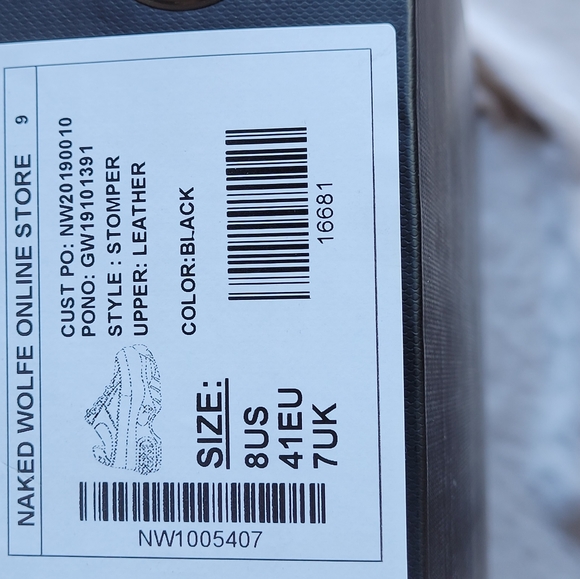 NAKED WOLFE ONLINE STORE 9
CUST PO: NW20190010
PONO: GW19101391
STYLE : STOMPER
UPPER: LEATHER
COLOR:BLACK
16681
SIZE:
8US
41EU
7UK
NW1005407